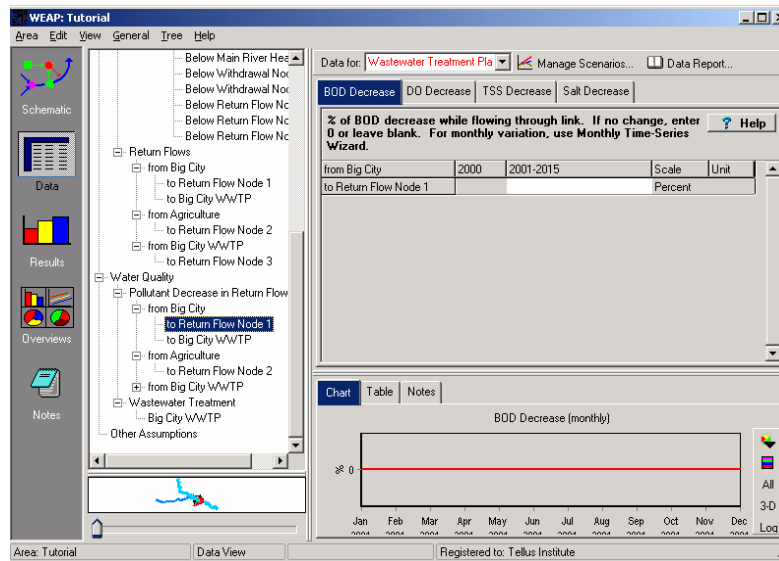 WEAP: Tutorial
Area Edit View General Tree Help
Schematic
Data
Results
Overviews
Notes
Below Main River Hea
Below Withdrawal Noc
Below Withdrawal Noc
Below Return Flow Nc
Below Return Flow Nc
Below Return Flow Nc
Return Flows
from Big City
to Return Flow Node 1
to Big City WWTP
from Agriculture
to Return Flow Node 2
from Big City WWTP
to Return Flow Node 3
Water Quality
Pollutant Decrease in Return Flow
from Big City
to Return Flow Node 1
to Big City WWTP
from Agriculture
to Return Flow Node 2
from Big City WWTP
Wastewater Treatment
Big City WWTP
Other Assumptions
Data for: Wastewater Treatment Pla Manage Scenarios... Data Report...
BOD Decrease DO Decrease TSS Decrease Salt Decrease
% of BOD decrease while flowing through link. If no change, enter
0 or leave blank. For monthly variation, use Monthly Time-Series
Wizard.
? Help
from Big City 2000 2001-2015 Scale Unit
to Return Flow Node 1 Percent
Chart Table Notes
BOD Decrease (monthly)
% 0
Jan Feb Mar Apr May Jun Jul Aug Sep Oct Nov Dec
All
3-D
Log
Area: Tutorial Data View Registered to: Tellus Institute